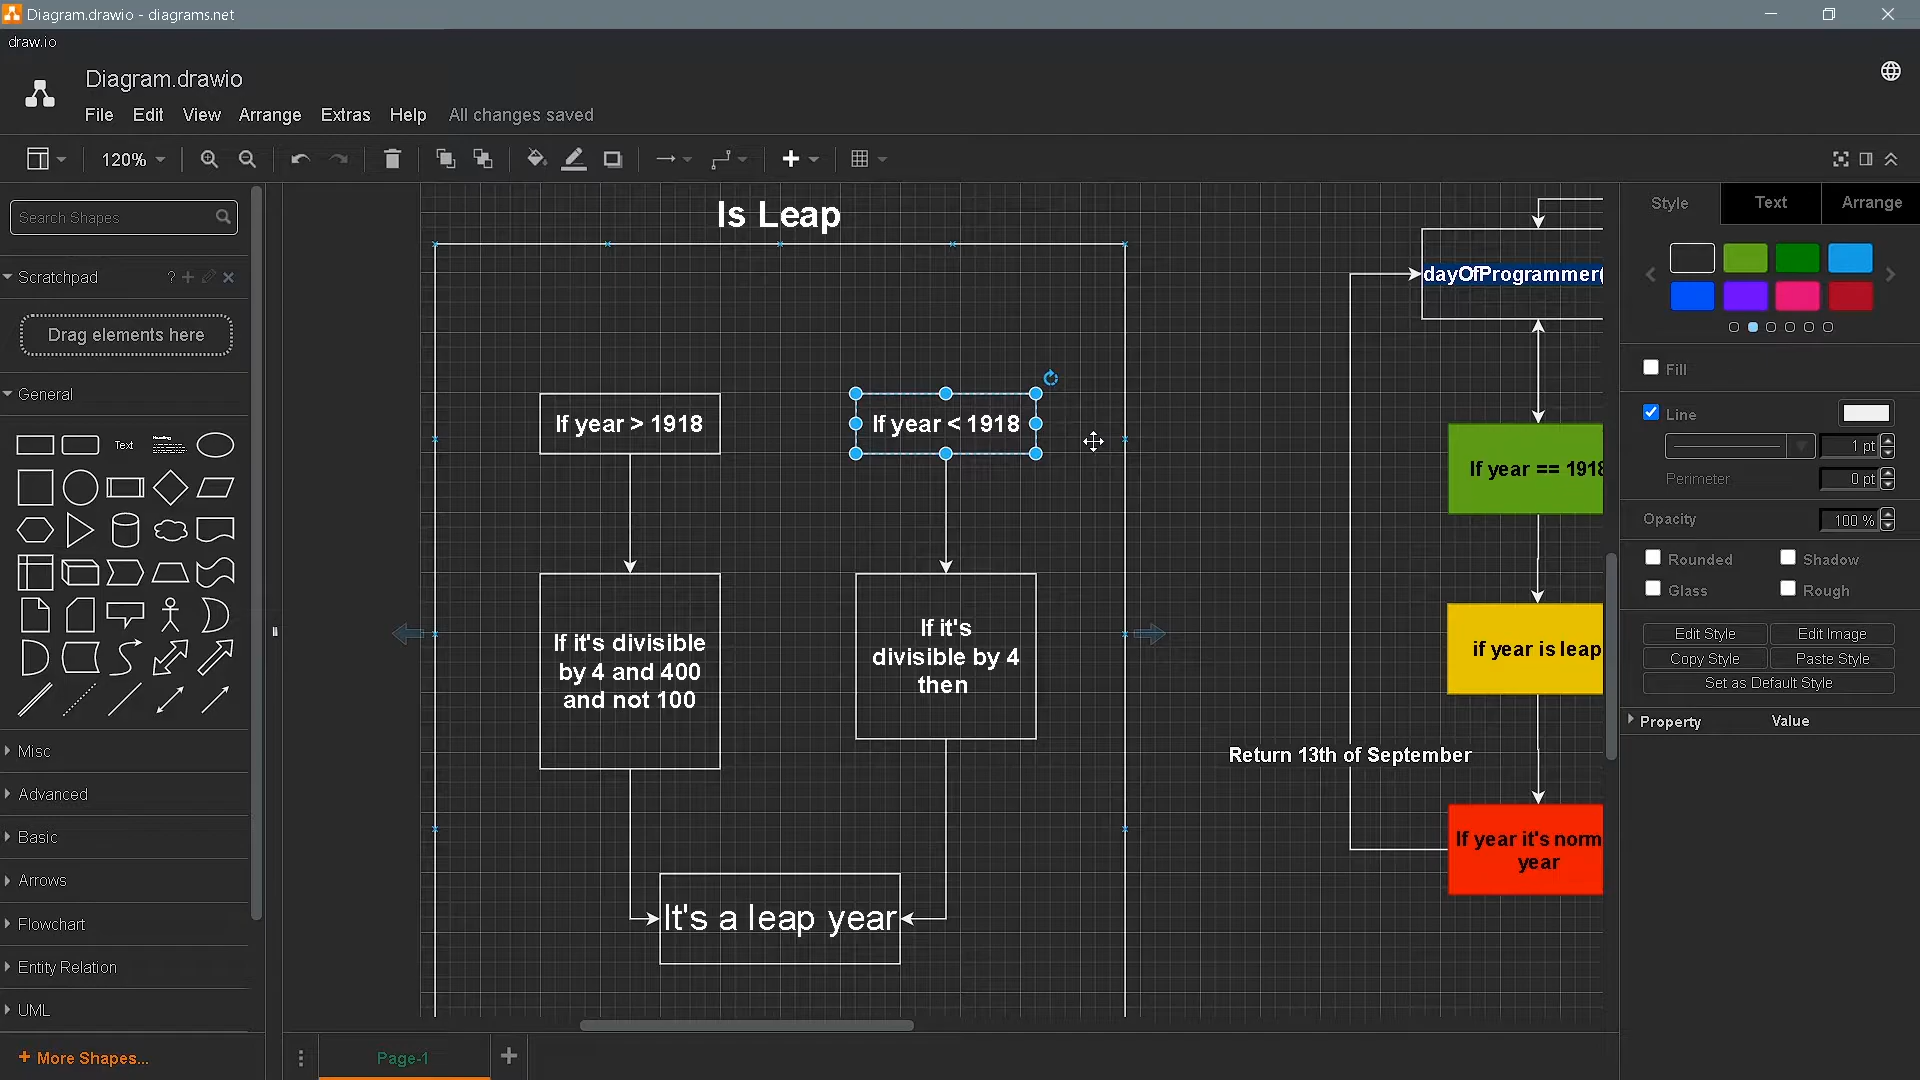 Diagram.drawio - diagrams.net
draw.io
Diagram.drawio
File Edit View Arrange Extras Help All changes saved
120%
Search Shapes
Scratchpad
?
Drag elements here
General
Text
Heading
Misc
Advanced
Basic
Arrows
Flowchart
Entity Relation
UML
+ More Shapes...
Is Leap
If year > 1918
If year < 1918
If it's divisible
by 4 and 400
and not 100
If it's
divisible by 4
then
It's a leap year
dayOfProgrammer(
If year == 1918
if year is leap
Return 13th of September
If year it's norm
year
Page-1
Style Text Arrange
Fill
Line
1 pt
Perimeter
0 pt
Opacity
100 %
Rounded Shadow
Glass Rough
Edit Style Edit Image
Copy Style Paste Style
Set as Default Style
Property Value